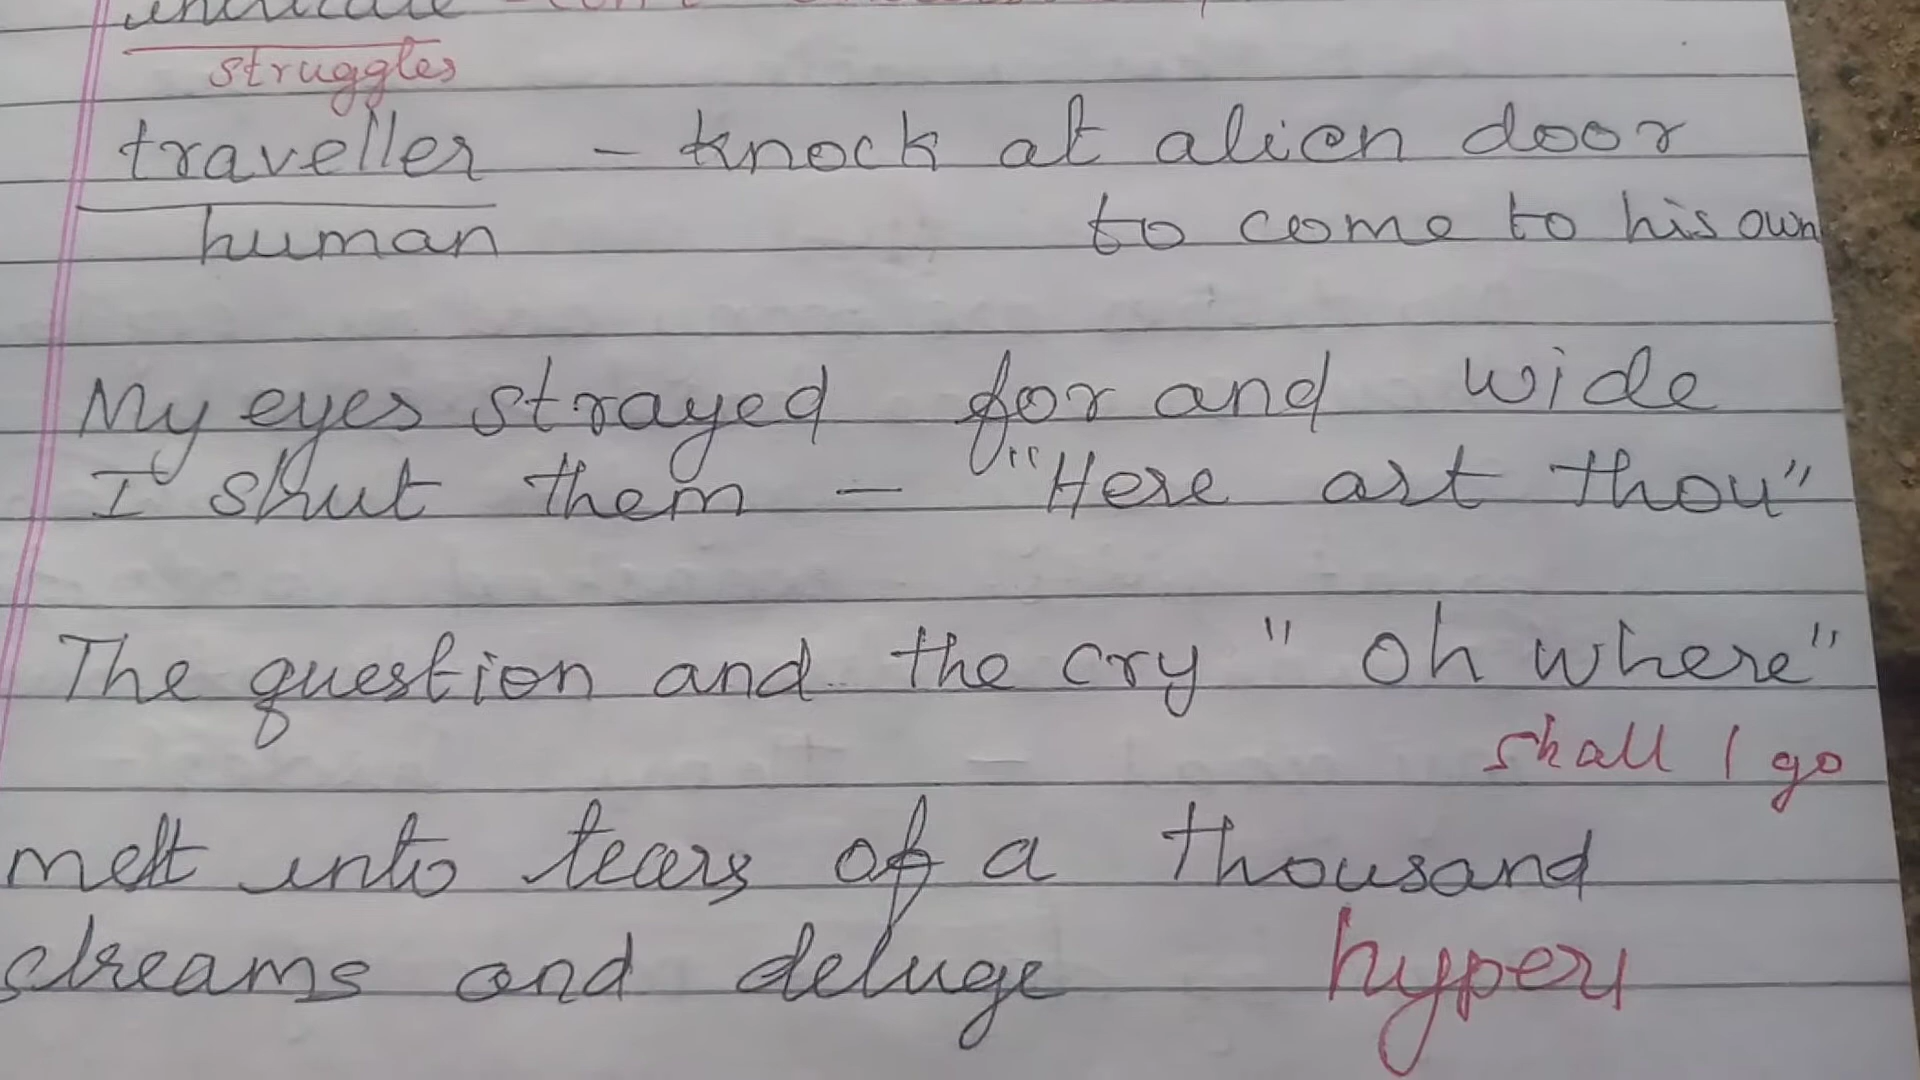 struggles
traveller - knock at alien door
human to come to his own
My eyes strayed for and wide
I shut them - "Here art thou"
The question and the cry " Oh where"
shall I go
melt into tears of a thousand
streams and deluge hyper